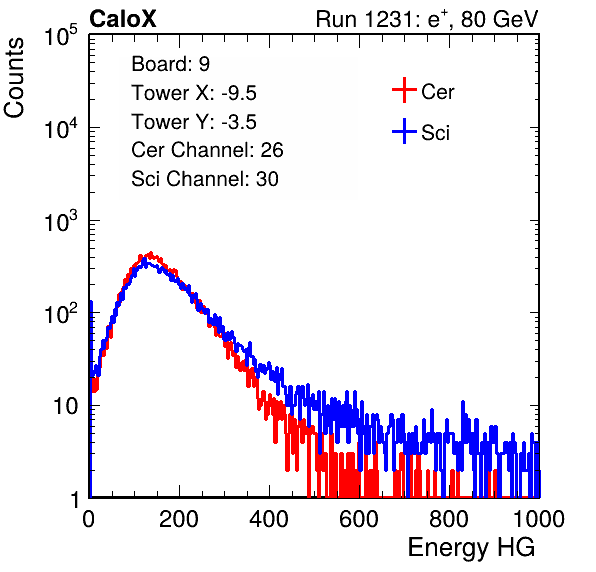 CaloX Run 1231: e⁺, 80 GeV
Counts
Board: 9
Tower X: -9.5
Tower Y: -3.5
Cer Channel: 26
Sci Channel: 30
Cer
Sci
10⁵
10⁴
10³
10²
10
1
0 200 400 600 800 1000
Energy HG